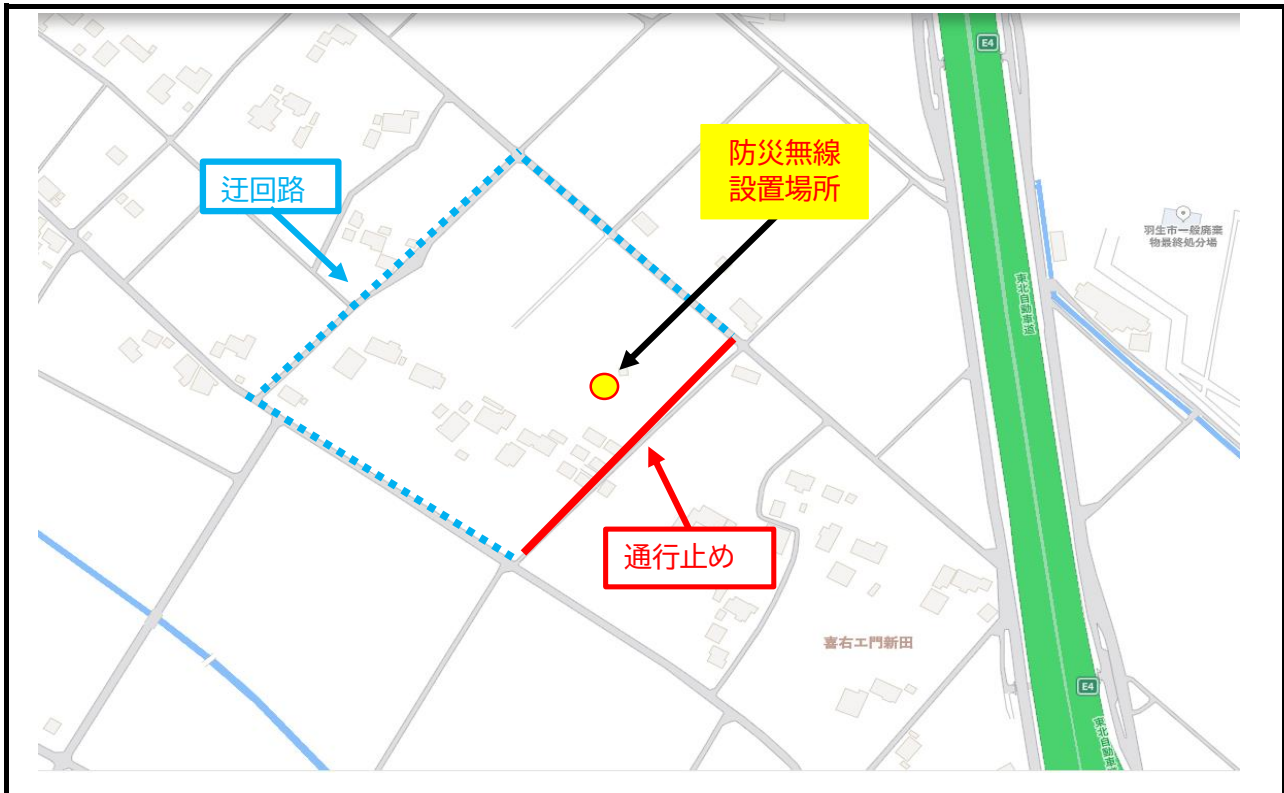 E4
防災無線
設置場所
迂回路
羽生市一般廃棄
物最終処分場
東北自動車道
通行止め
喜右エ門新田
E4
東北自動車道